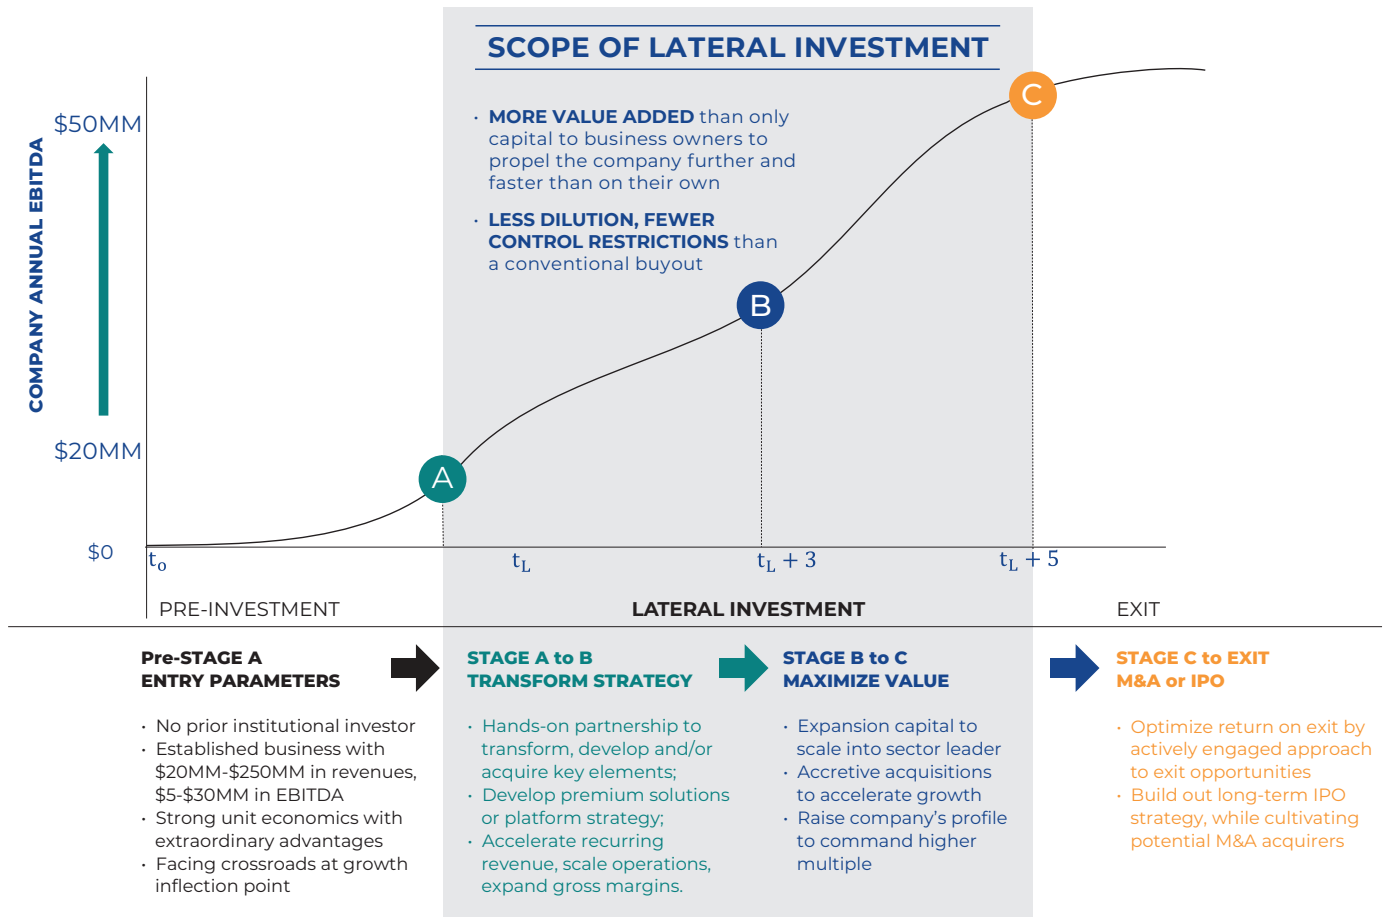 SCOPE OF LATERAL INVESTMENT
• MORE VALUE ADDED than only
capital to business owners to
propel the company further and
faster than on their own
• LESS DILUTION, FEWER
CONTROL RESTRICTIONS than
a conventional buyout
COMPANY ANNUAL EBITDA
$50MM
$20MM
$0
A
B
C
t₀
t_L
t_L + 3
t_L + 5
PRE-INVESTMENT
LATERAL INVESTMENT
EXIT
Pre-STAGE A
ENTRY PARAMETERS
• No prior institutional investor
• Established business with
$20MM-$250MM in revenues,
$5-$30MM in EBITDA
• Strong unit economics with
extraordinary advantages
• Facing crossroads at growth
inflection point
STAGE A to B
TRANSFORM STRATEGY
• Hands-on partnership to
transform, develop and/or
acquire key elements;
• Develop premium solutions
or platform strategy;
• Accelerate recurring
revenue, scale operations,
expand gross margins.
STAGE B to C
MAXIMIZE VALUE
• Expansion capital to
scale into sector leader
• Accretive acquisitions
to accelerate growth
• Raise company’s profile
to command higher
multiple
STAGE C to EXIT
M&A or IPO
• Optimize return on exit by
actively engaged approach
to exit opportunities
• Build out long-term IPO
strategy, while cultivating
potential M&A acquirers